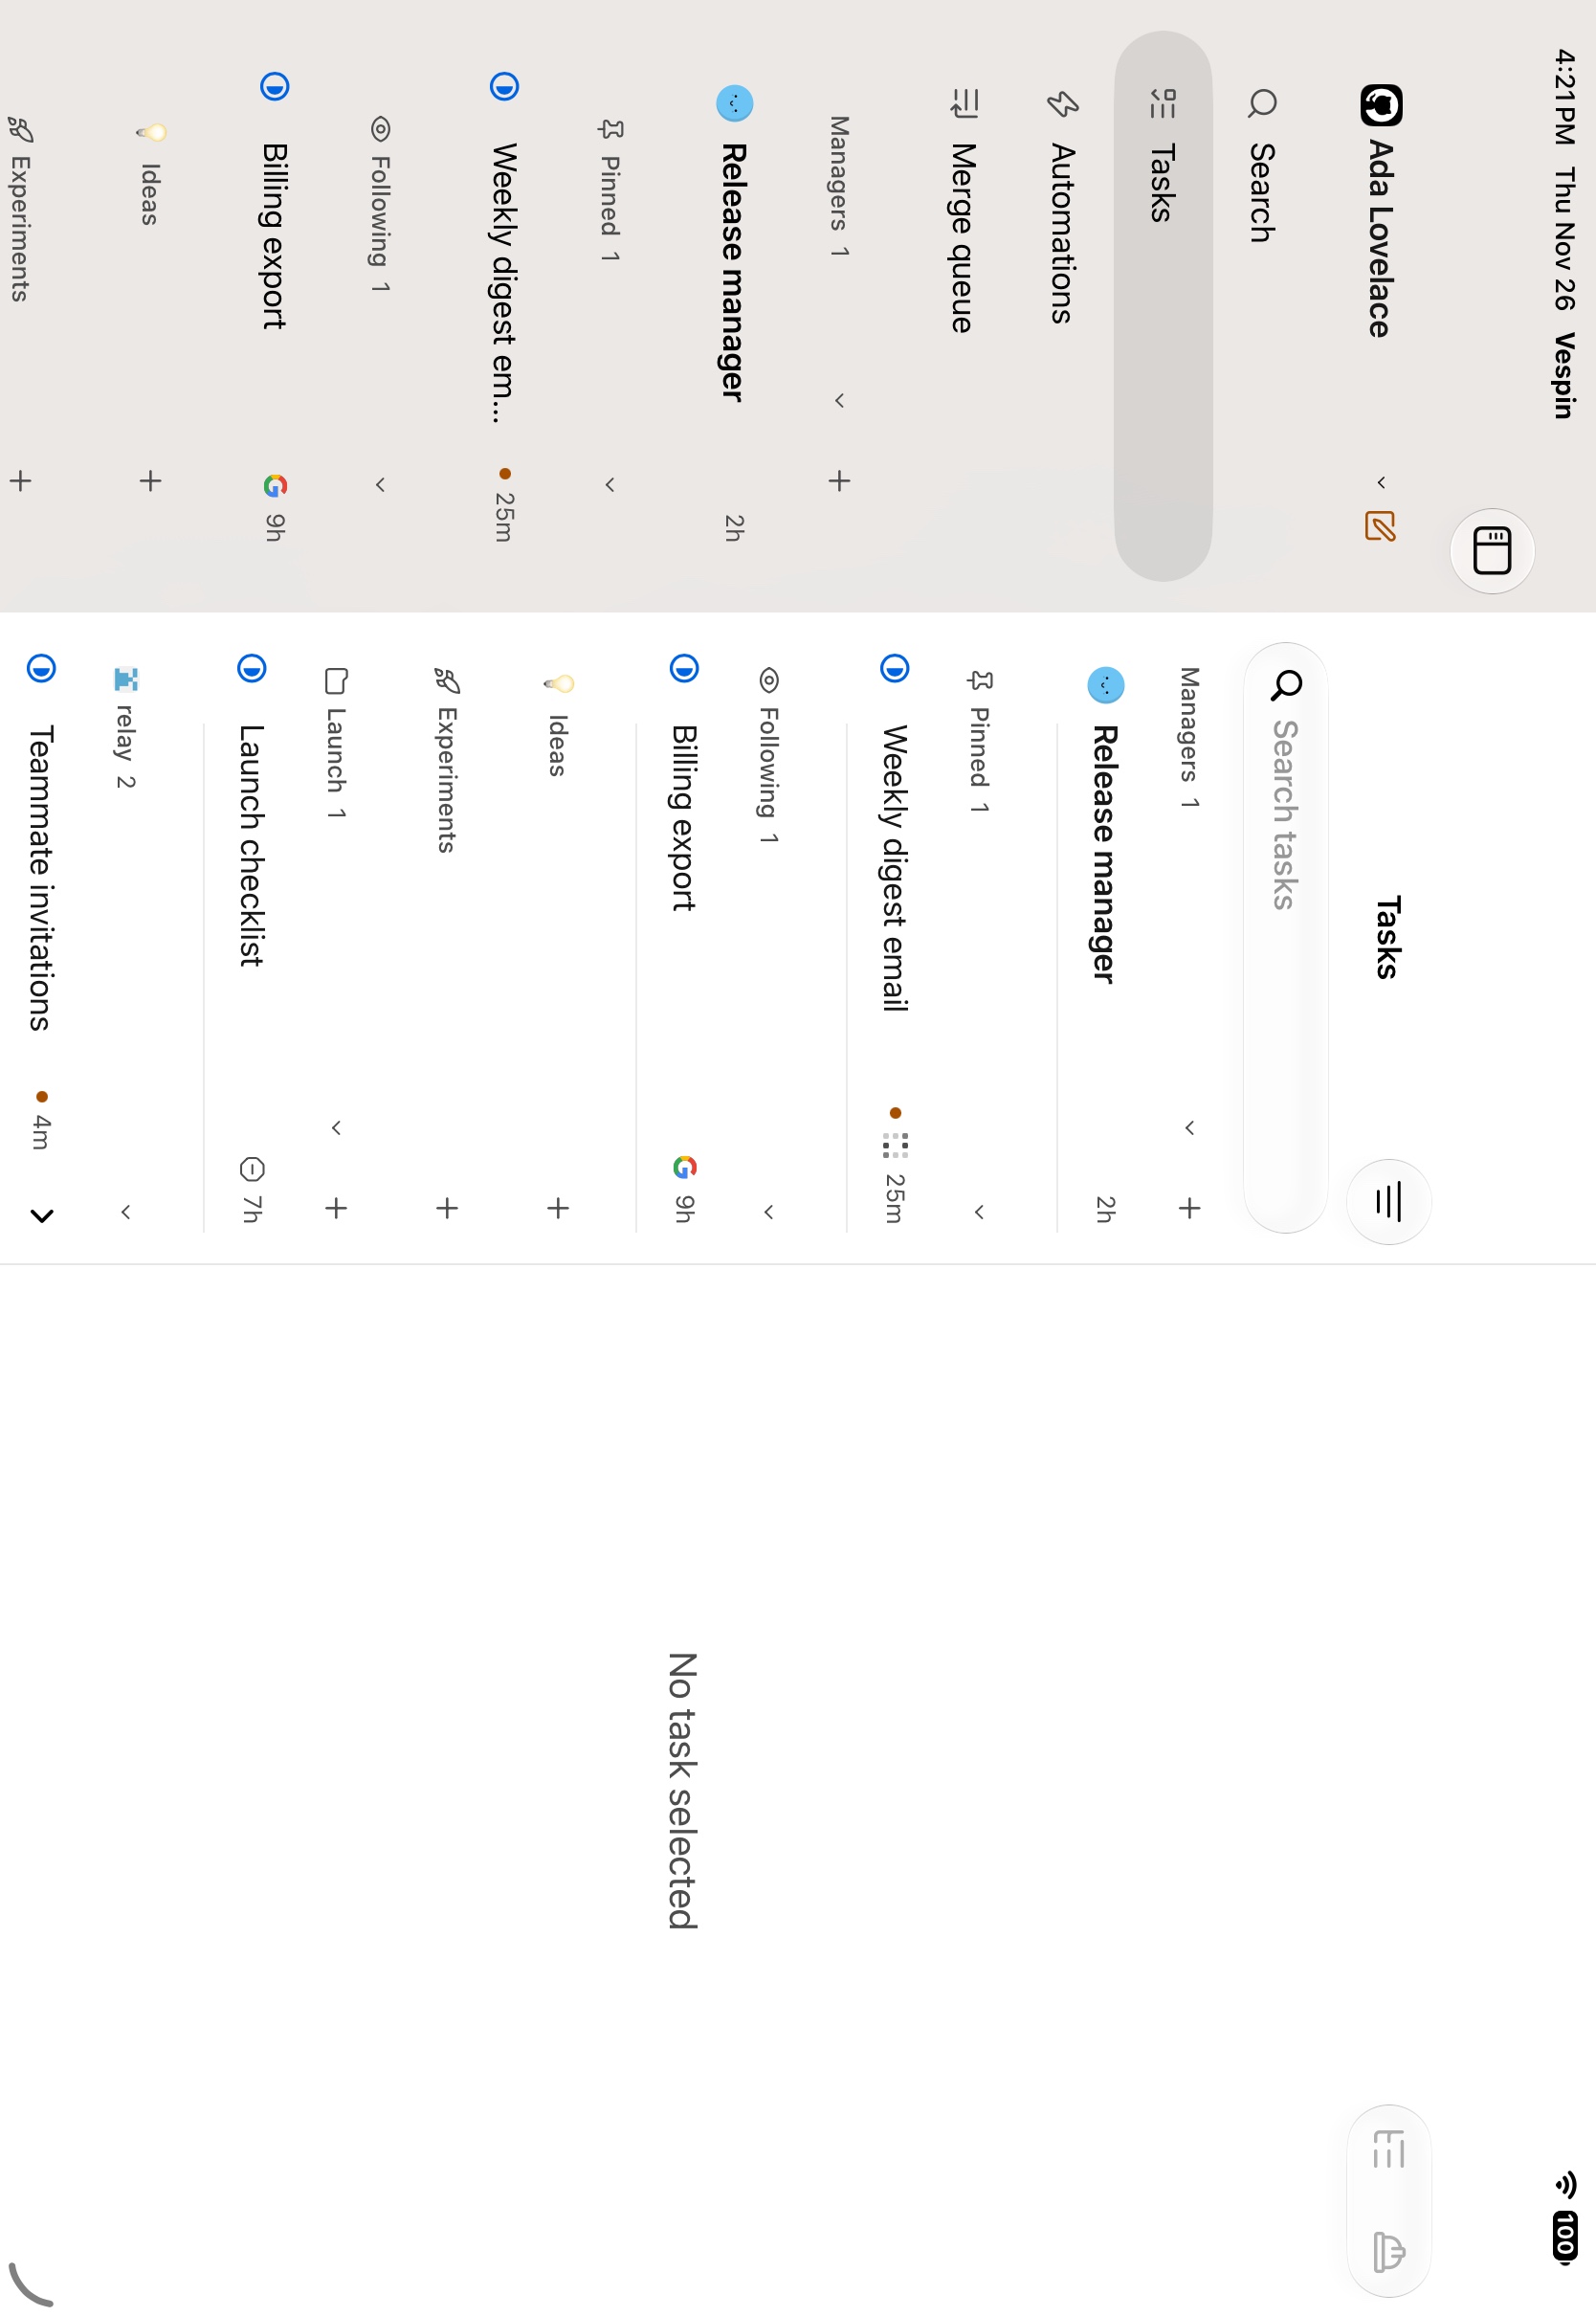 4:21 PM Thu Nov 26 Vespin
100
Ada Lovelace
Search
Tasks
Automations
Merge queue
Managers 1
Release manager 2h
Pinned 1
Weekly digest em... 25m
Following 1
Billing export 9h
Ideas
Experiments
Tasks
Search tasks
Managers 1
Release manager 2h
Pinned 1
Weekly digest email 25m
Following 1
Billing export 9h
Ideas
Experiments
Launch 1
Launch checklist 7h
relay 2
Teammate invitations 4m
No task selected